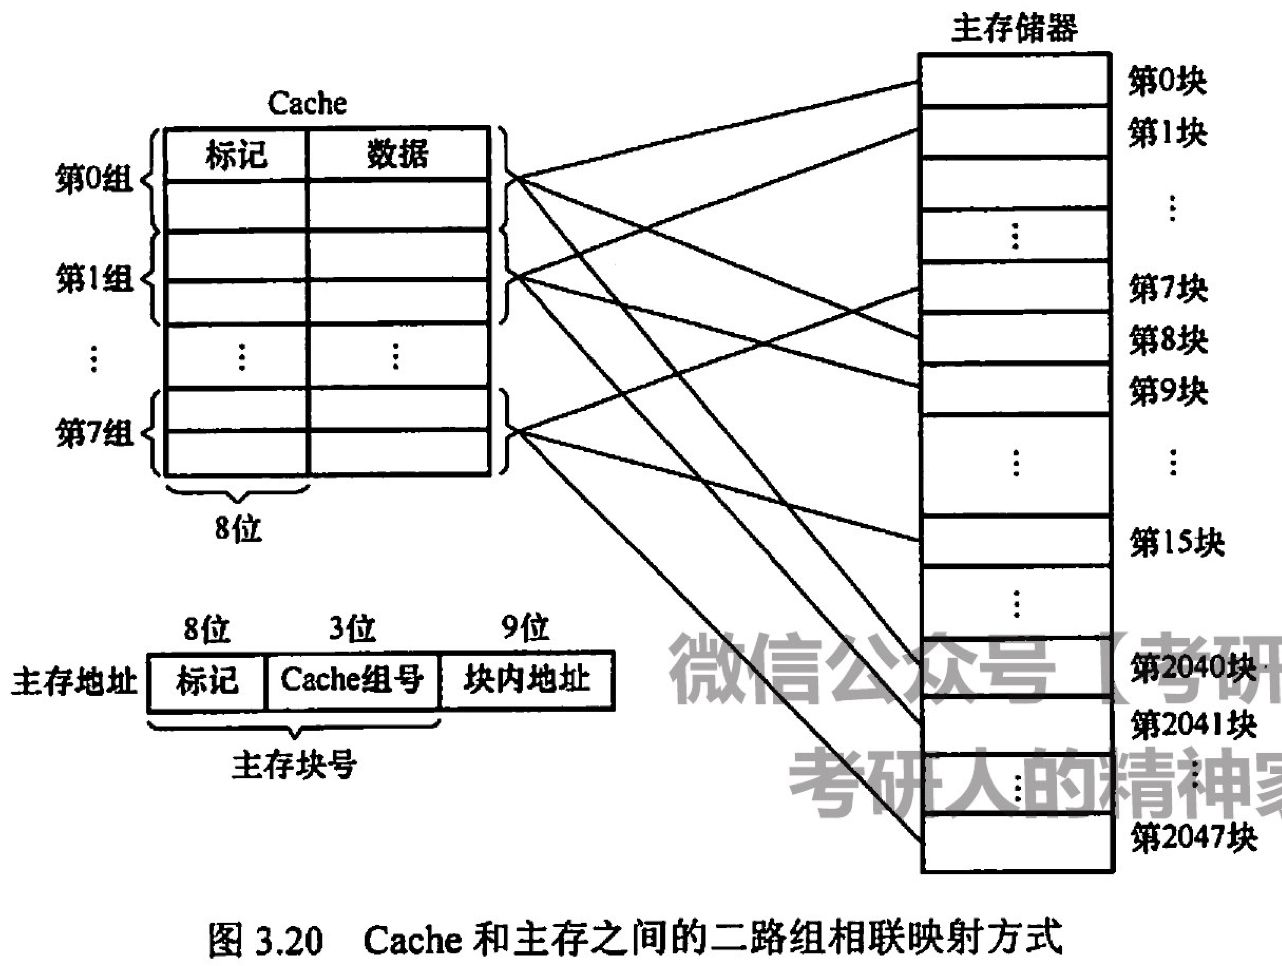 主存储器
Cache
标记 数据
第0组
第1组
⋮ ⋮ ⋮
第7组
8位
第0块
第1块
⋮
⋮
第7块
第8块
第9块
⋮ ⋮
第15块
⋮
第2040块
第2041块
⋮ ⋮
第2047块
8位 3位 9位
主存地址 标记 Cache组号 块内地址
主存块号
微信公众号【考研
考研人的精神家
图 3.20 Cache 和主存之间的二路组相联映射方式